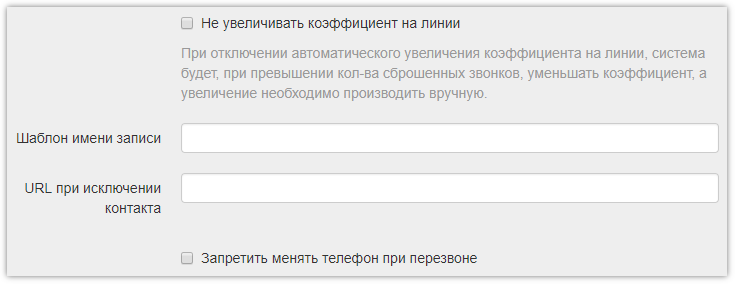 Не увеличивать коэффициент на линии
При отключении автоматического увеличения коэффициента на линии, система
будет, при превышении кол-ва сброшенных звонков, уменьшать коэффициент, а
увеличение необходимо производить вручную.
Шаблон имени записи
URL при исключении
контакта
Запретить менять телефон при перезвоне